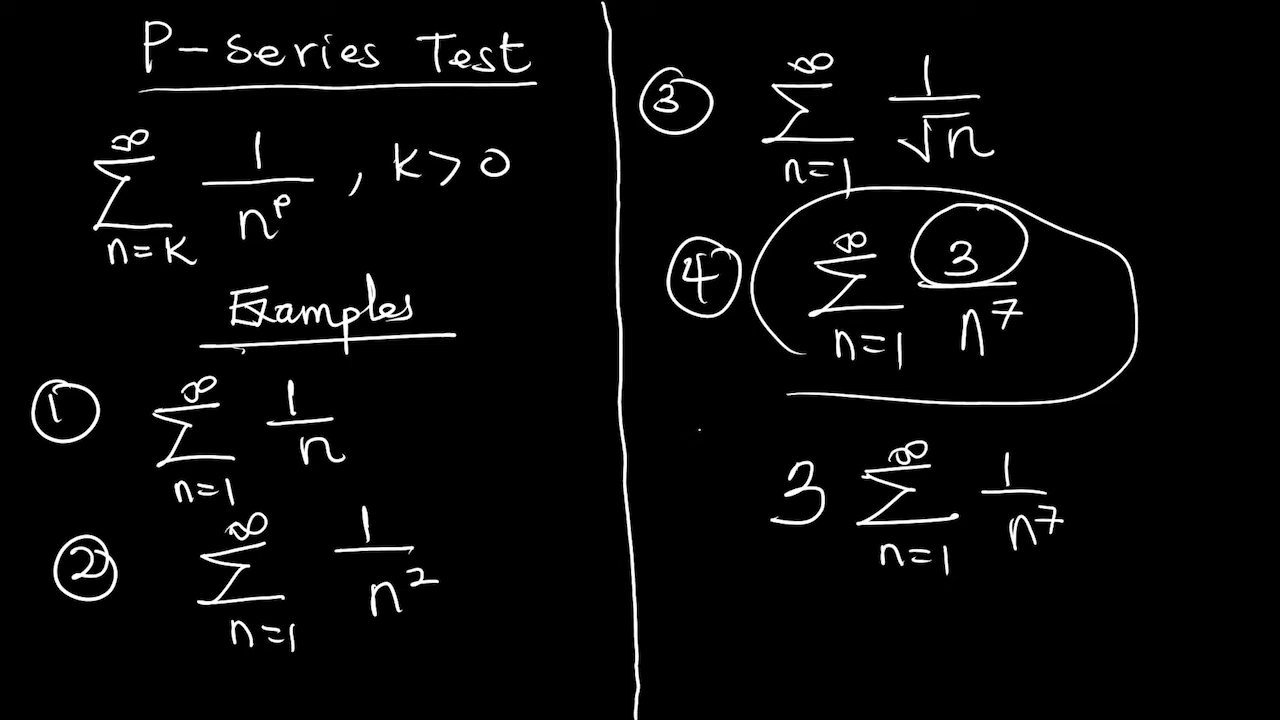 P-Series Test
∞
∑ 1/n^p , K > 0
n=K
Examples
① ∞
∑ 1/n
n=1
② ∞
∑ 1/n²
n=1
③ ∞
∑ 1/√n
n=1
④ ∞
∑ 3/n⁷
n=1
∞
3 ∑ 1/n⁷
n=1